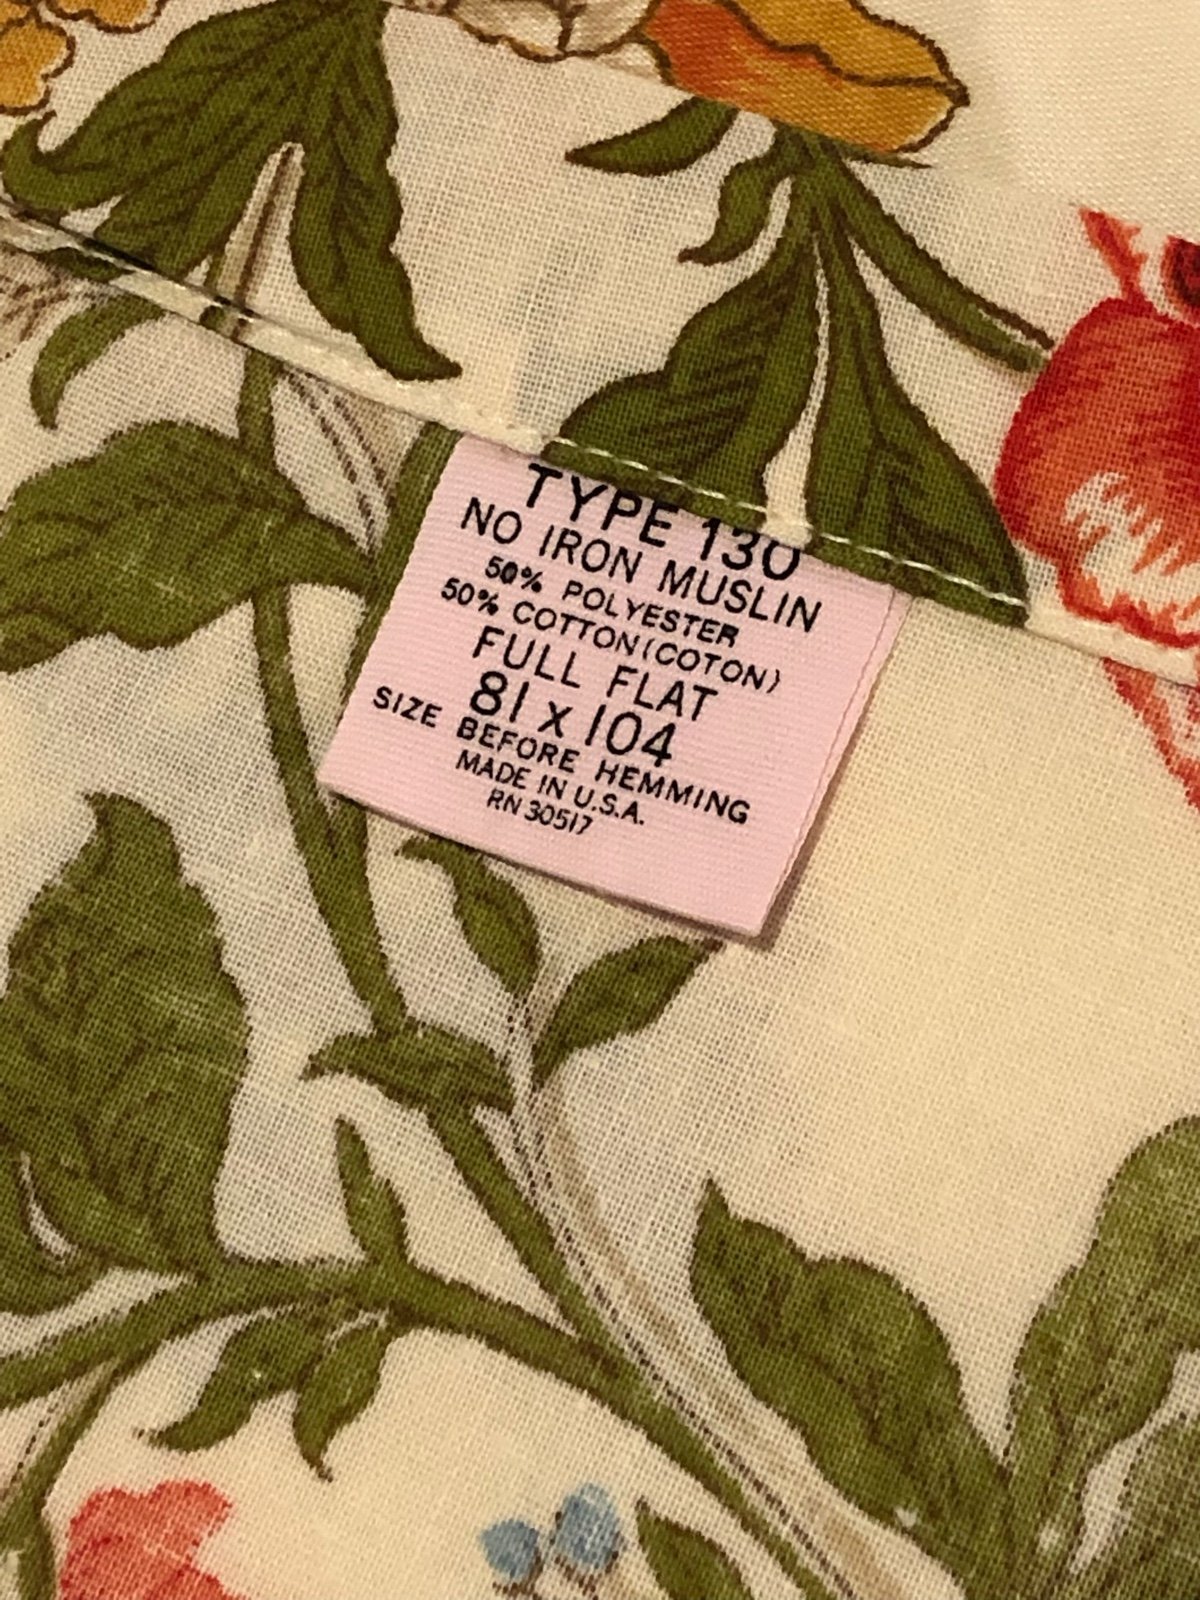 TYPE 130
NO IRON MUSLIN
50% POLYESTER
50% COTTON (COTON)
FULL FLAT
81 x 104
SIZE BEFORE HEMMING
MADE IN U.S.A.
RN 30517